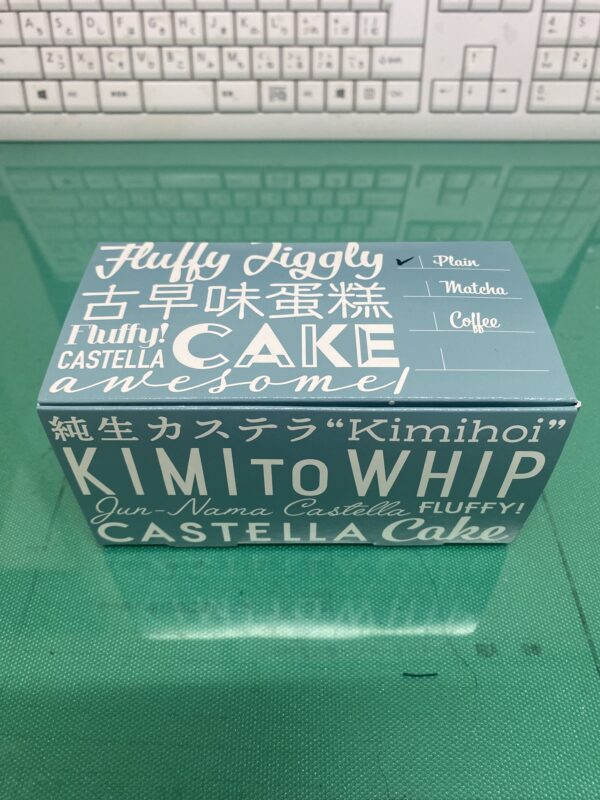 Fluffy Jiggly
古早味蛋糕
Fluffy!
CASTELLA CAKE
awesome!
Plain
Matcha
Coffee
純生カステラ“Kimihoi”
KIMI TO WHIP
Jun-Nama Castella FLUFFY!
CASTELLA Cake